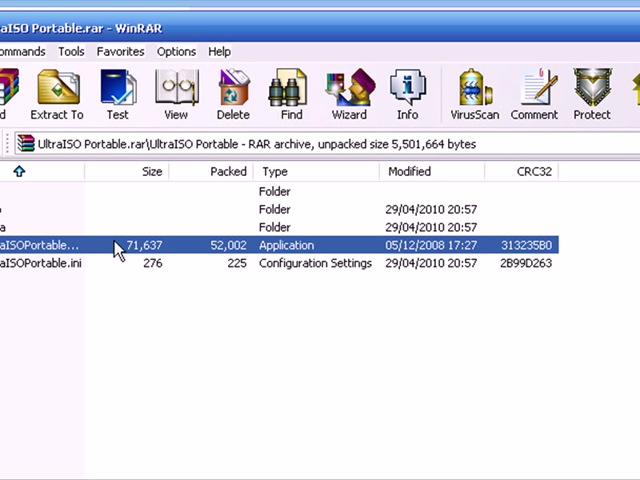 raISO Portable.rar - WinRAR
ommands Tools Favorites Options Help
d Extract To Test View Delete Find Wizard Info VirusScan Comment Protect
UltraISO Portable.rar\UltraISO Portable - RAR archive, unpacked size 5,501,664 bytes
Size Packed Type Modified CRC32
Folder
Folder 29/04/2010 20:57
a Folder 29/04/2010 20:57
aISOPortable... 71,637 52,002 Application 05/12/2008 17:27 313235B0
aISOPortable.ini 276 225 Configuration Settings 29/04/2010 20:57 2B99D263